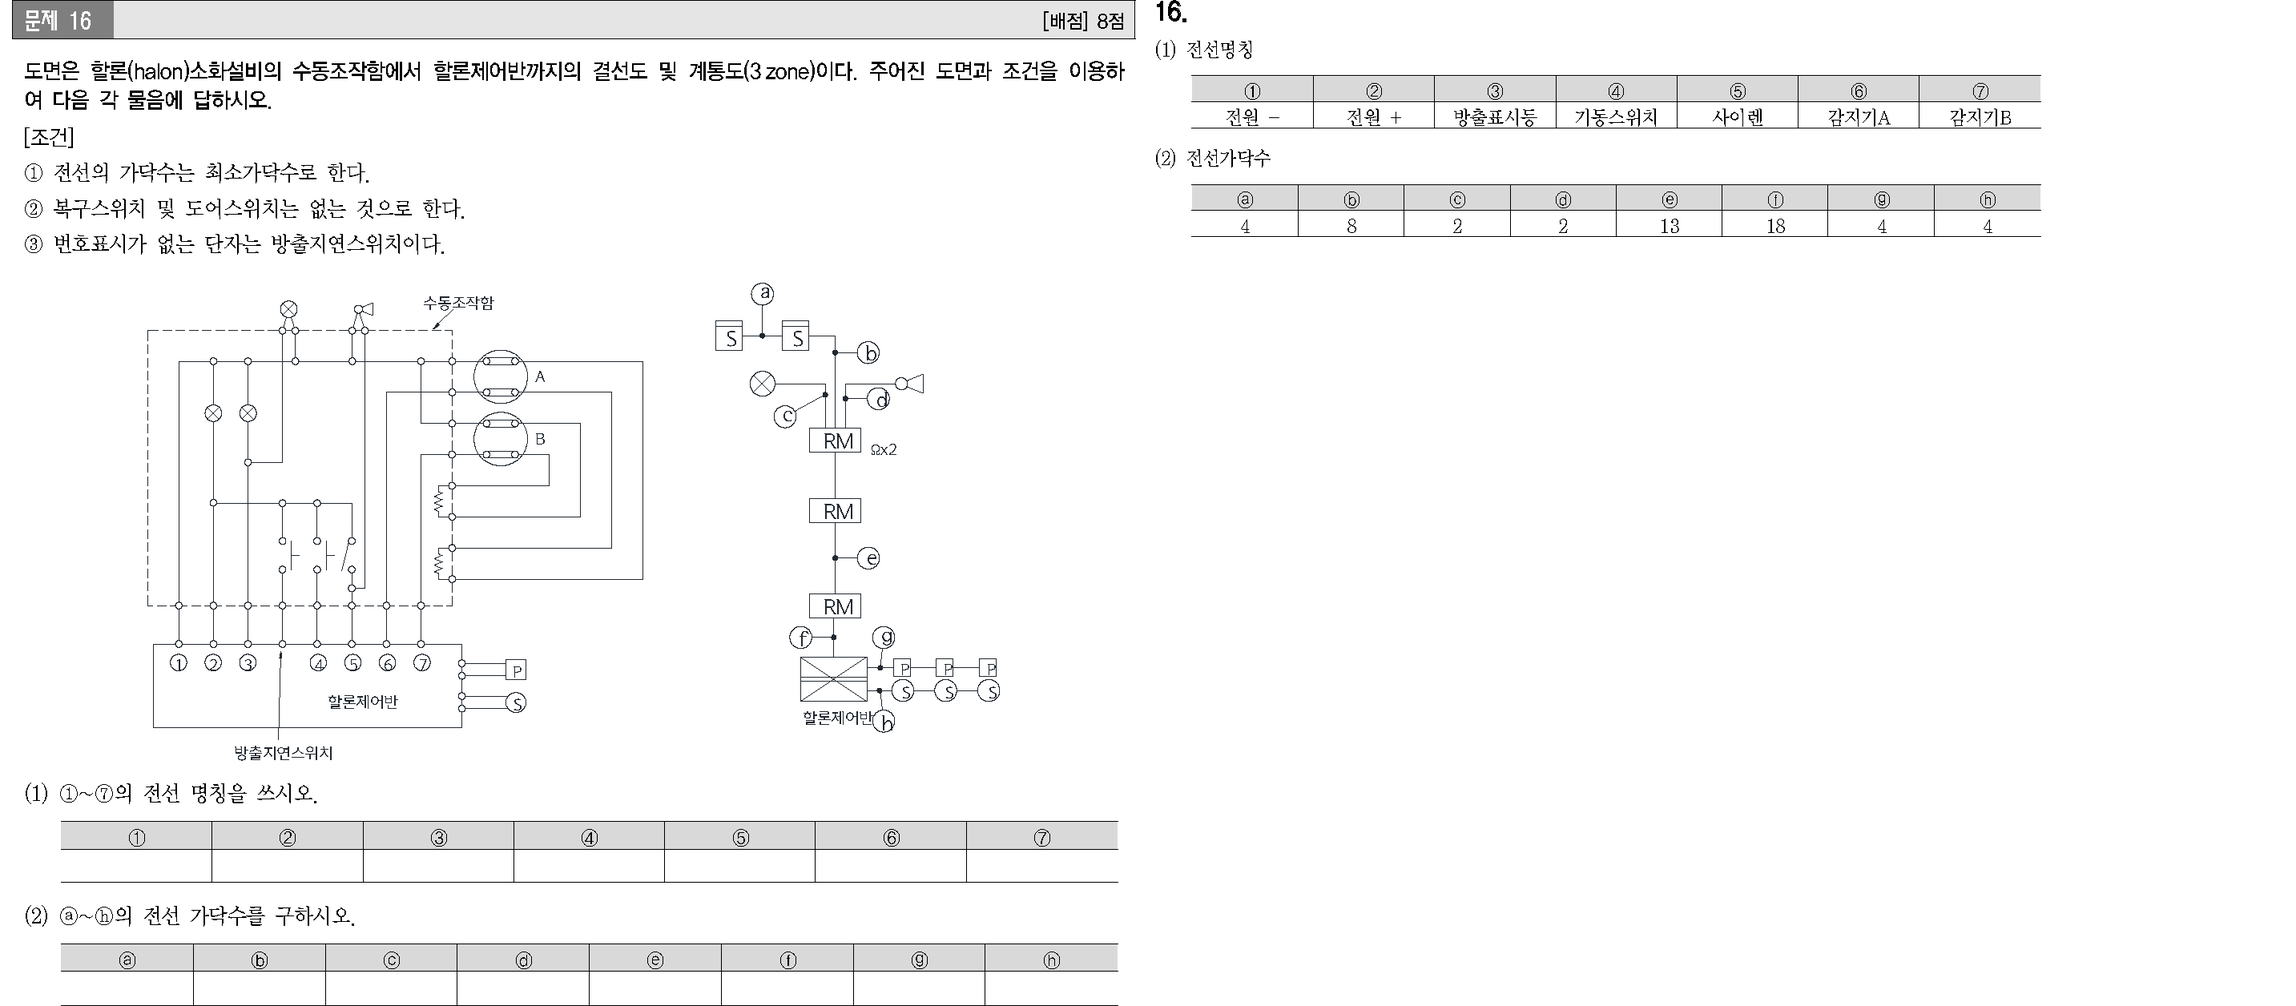 문제 16
[배점] 8점
도면은 할론(halon)소화설비의 수동조작함에서 할론제어반까지의 결선도 및 계통도(3 zone)이다. 주어진 도면과 조건을 이용하
여 다음 각 물음에 답하시오.
[조건]
① 전선의 가닥수는 최소가닥수로 한다.
② 복구스위치 및 도어스위치는 없는 것으로 한다.
③ 번호표시가 없는 단자는 방출지연스위치이다.
수동조작함
A
B
① ② ③ ④ ⑤ ⑥ ⑦
P
S
할론제어반
방출지연스위치
a
S S
b
c
d
RM
Ωx2
RM
e
RM
f
g
P P P
S S S
할론제어반
h
(1) ①~⑦의 전선 명칭을 쓰시오.
① ② ③ ④ ⑤ ⑥ ⑦
(2) ⓐ~ⓗ의 전선 가닥수를 구하시오.
ⓐ ⓑ ⓒ ⓓ ⓔ ⓕ ⓖ ⓗ
16.
(1) 전선명칭
① ② ③ ④ ⑤ ⑥ ⑦
전원 − 전원 + 방출표시등 기동스위치 사이렌 감지기A 감지기B
(2) 전선가닥수
ⓐ ⓑ ⓒ ⓓ ⓔ ⓕ ⓖ ⓗ
4 8 2 2 13 18 4 4